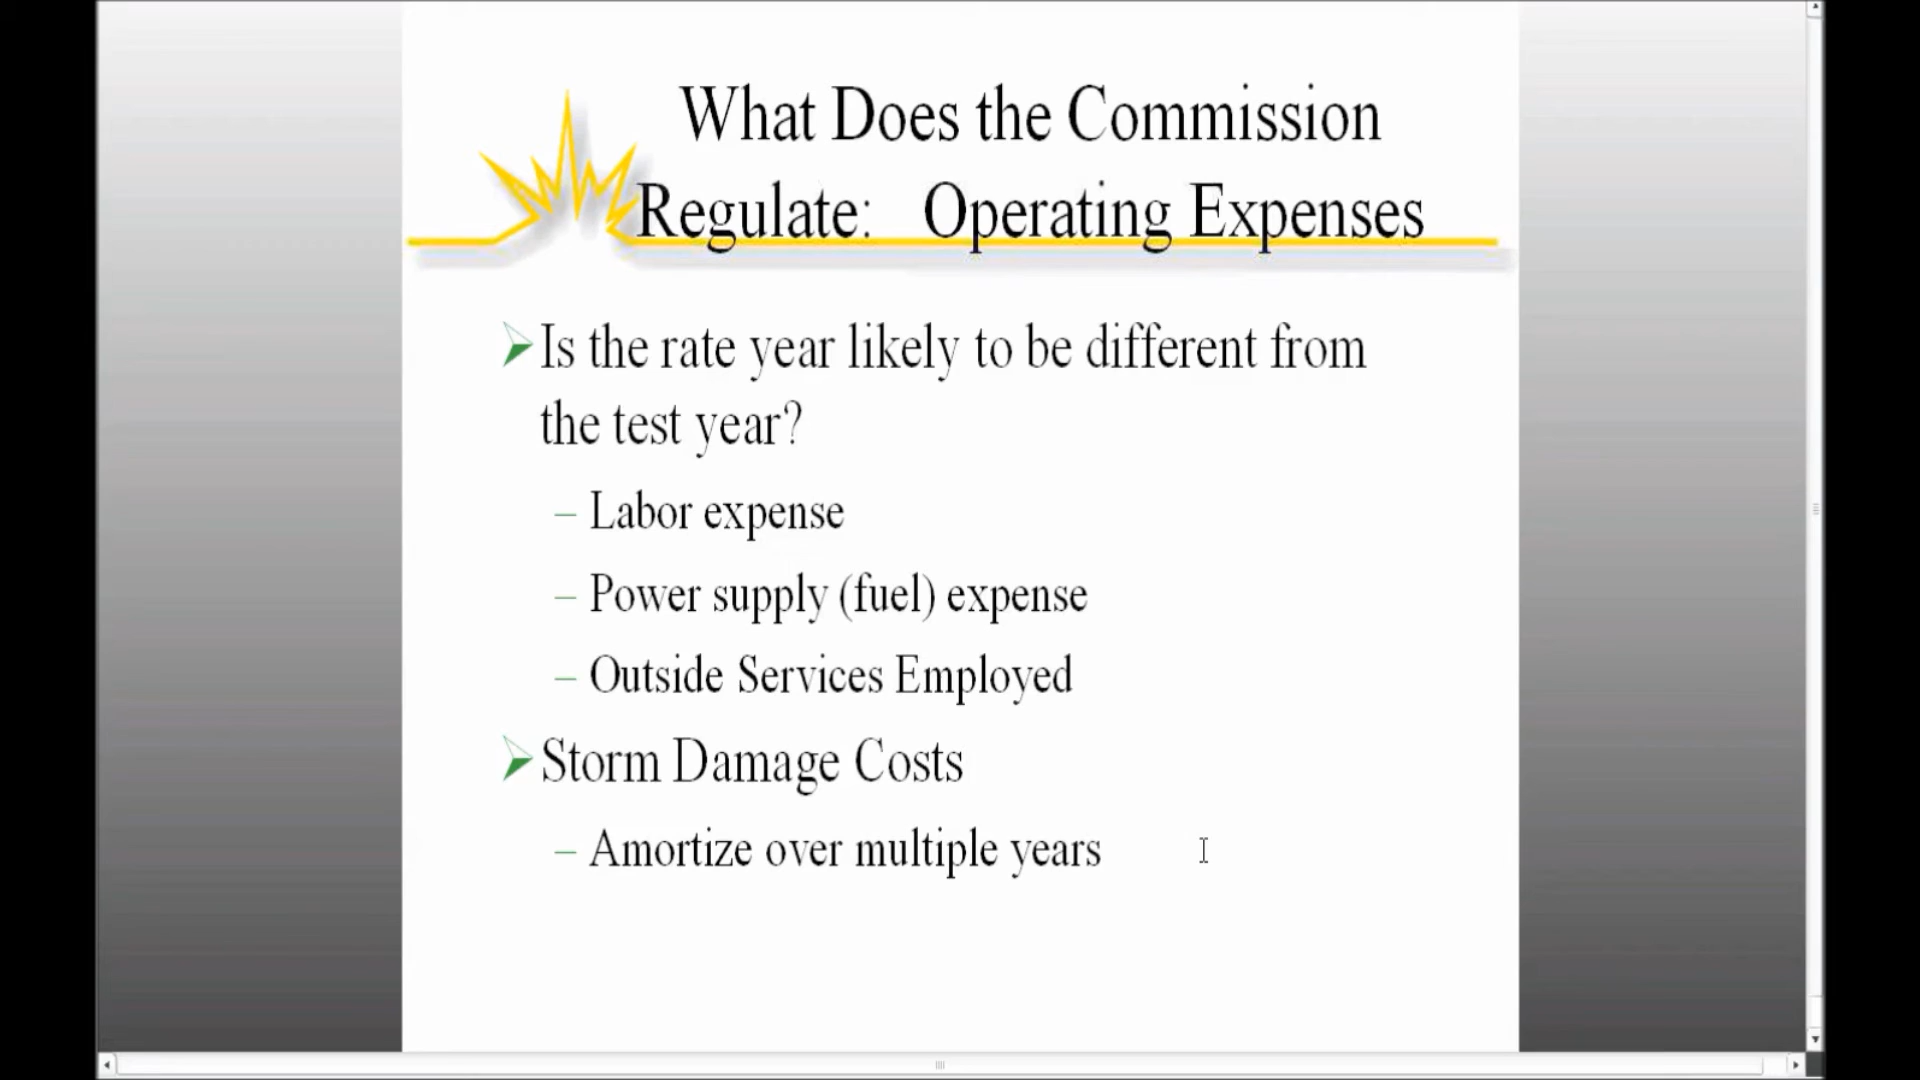 What Does the Commission
Regulate: Operating Expenses
Is the rate year likely to be different from
the test year?
– Labor expense
– Power supply (fuel) expense
– Outside Services Employed
Storm Damage Costs
– Amortize over multiple years